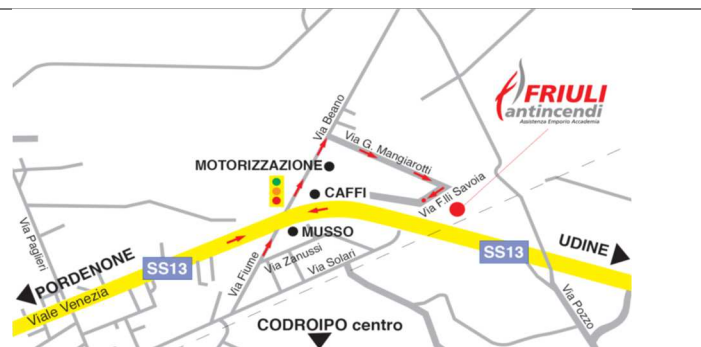 FRIULI
antincendi
Assistenza Emporio Accademia
Via Beano
Via G. Mangiarotti
MOTORIZZAZIONE
CAFFI
Via F.lli Savoia
MUSSO
Via Paglieri
PORDENONE
SS13
Viale Venezia
Via Fiume
Via Zanussi
Via Solari
SS13
UDINE
Via Pozzo
CODROIPO centro